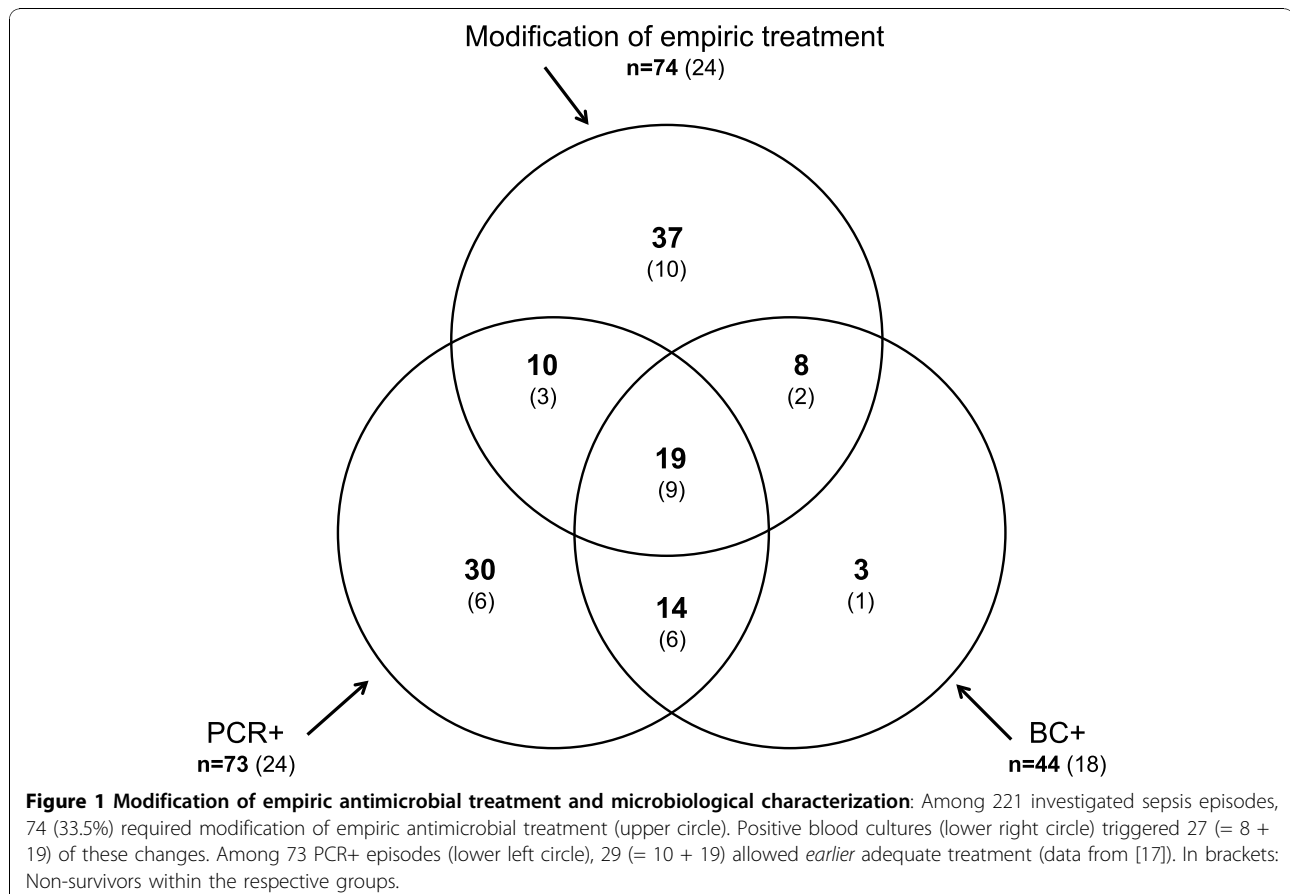 Modification of empiric treatment
n=74 (24)
37
(10)
10
(3)
8
(2)
19
(9)
30
(6)
14
(6)
3
(1)
PCR+
n=73 (24)
BC+
n=44 (18)
Figure 1 Modification of empiric antimicrobial treatment and microbiological characterization: Among 221 investigated sepsis episodes,
74 (33.5%) required modification of empiric antimicrobial treatment (upper circle). Positive blood cultures (lower right circle) triggered 27 (= 8 +
19) of these changes. Among 73 PCR+ episodes (lower left circle), 29 (= 10 + 19) allowed earlier adequate treatment (data from [17]). In brackets:
Non-survivors within the respective groups.